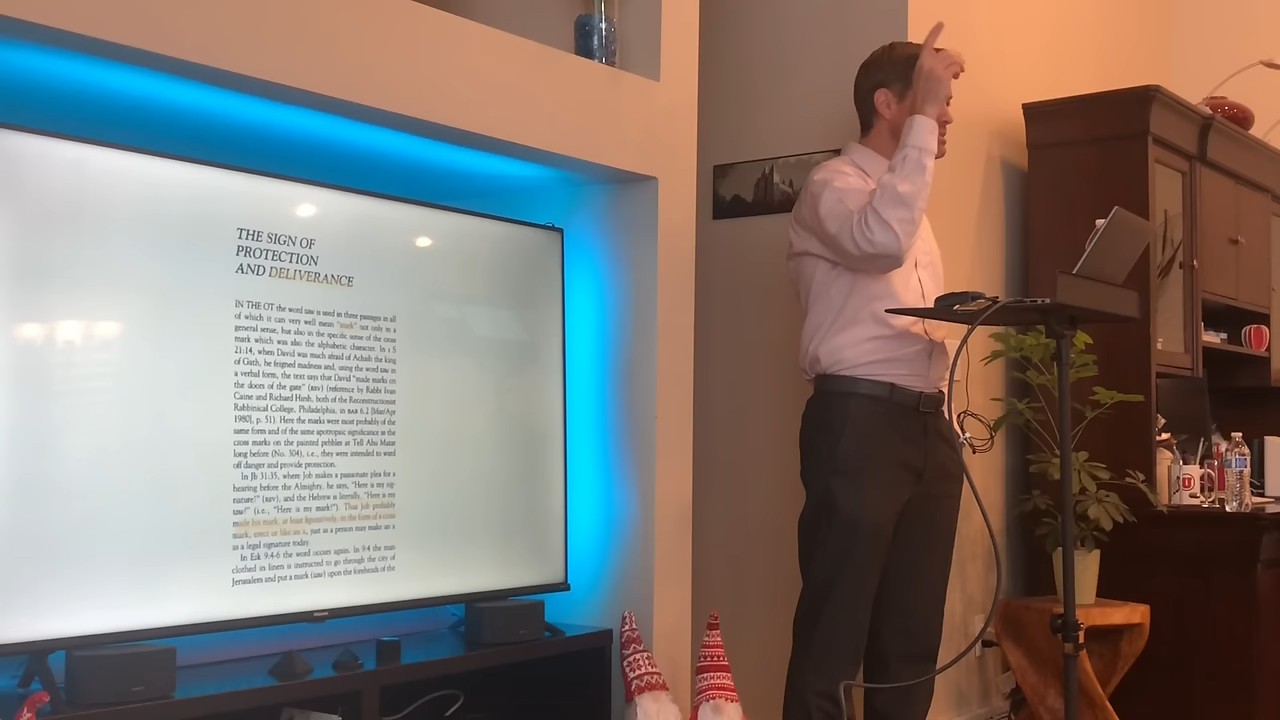 THE SIGN OF
PROTECTION
AND DELIVERANCE
IN THE OT the word taw is used in three passages in all
of which it can very well mean "mark" not only in a
general sense, but also in the specific sense of the cross
mark which was also the alphabetic character. In 1 S
21:14, when David was much afraid of Achish the king
of Gath, he feigned madness and, using the word taw in
a verbal form, the text says that David "made marks on
the doors of the gate" (RSV) (reference by Rabbi Ivan
Caine and Richard Hirsh, both of the Reconstructionist
Rabbinical College, Philadelphia, in BAR 6.2 [Mar/Apr
1980], p. 51). Here the marks were most probably of the
same form and of the same apotropaic significance as the
cross marks on the painted pebbles at Tell Abu Matar
long before (No. 304), i.e., they were intended to ward
off danger and provide protection.
In Jb 31:35, where Job makes a passionate plea for a
hearing before the Almighty, he says, "Here is my sig-
nature!" (RSV), and the Hebrew is literally, "Here is my
taw!" (i.e., "Here is my mark!"). That Job probably
made his mark, at least figuratively, in the form of a cross
mark, erect or like an x, just as a person may make an x
as a legal signature today.
In Ezk 9:4-6 the word occurs again. In 9:4 the man
clothed in linen is instructed to go through the city of
Jerusalem and put a mark (taw) upon the foreheads of the
U